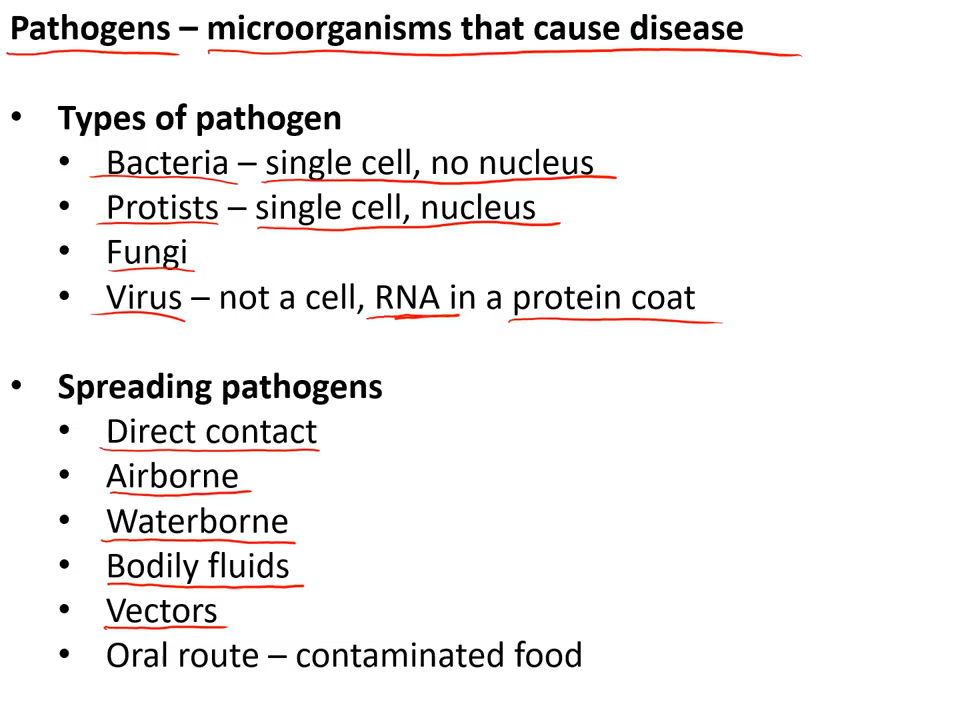 Pathogens – microorganisms that cause disease
• Types of pathogen
• Bacteria – single cell, no nucleus
• Protists – single cell, nucleus
• Fungi
• Virus – not a cell, RNA in a protein coat
• Spreading pathogens
• Direct contact
• Airborne
• Waterborne
• Bodily fluids
• Vectors
• Oral route – contaminated food